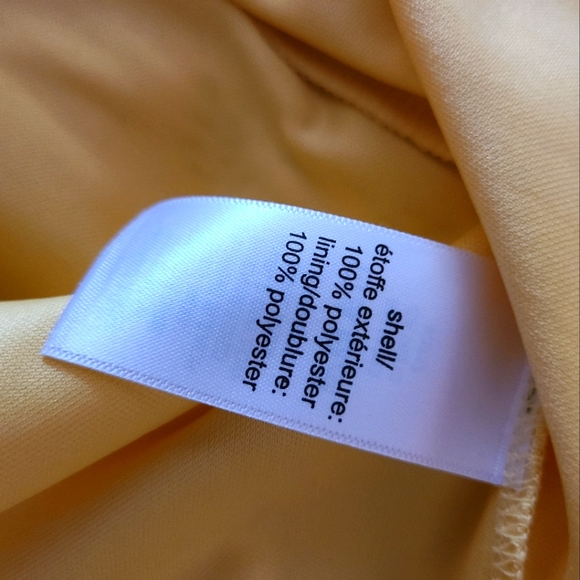 shell/
étoffe extérieure:
100% polyester
lining/doublure:
100% polyester